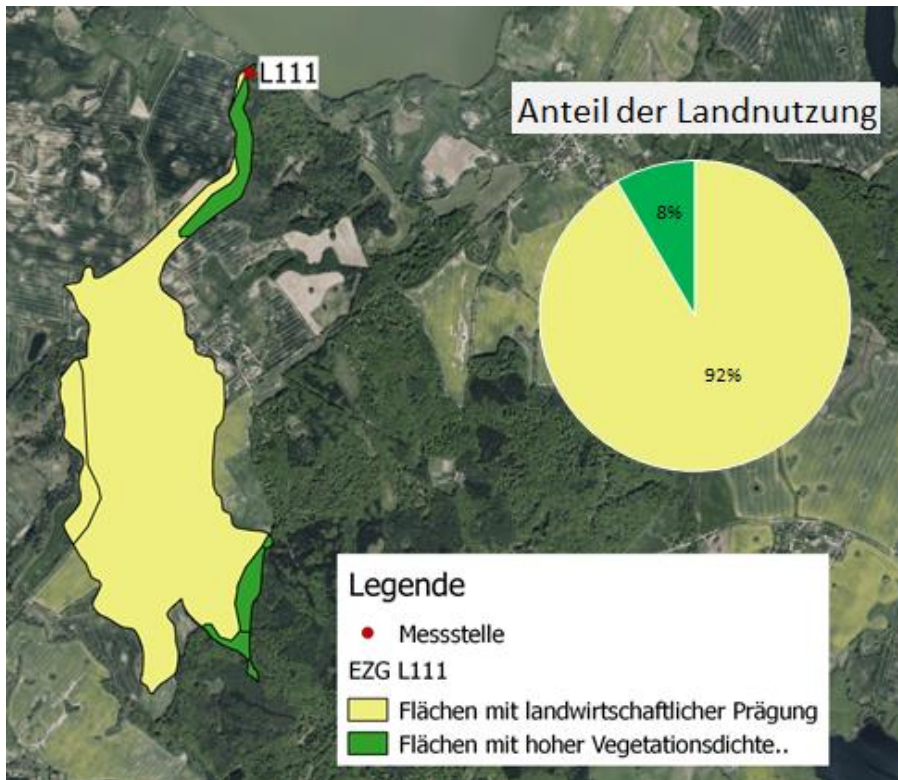 L111
Anteil der Landnutzung
8%
92%
Legende
Messstelle
EZG L111
Flächen mit landwirtschaftlicher Prägung
Flächen mit hoher Vegetationsdichte..